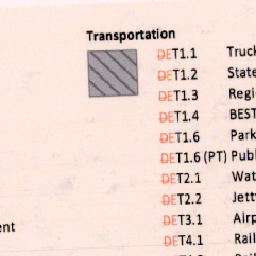 Transportation
DET1.1 Truck
DET1.2 State
DET1.3 Regi
DET1.4 BEST
DET1.6 Park
DET1.6 (PT) Publ
DET2.1 Wat
DET2.2 Jett
DET3.1 Airp
ent
DET4.1 Rail